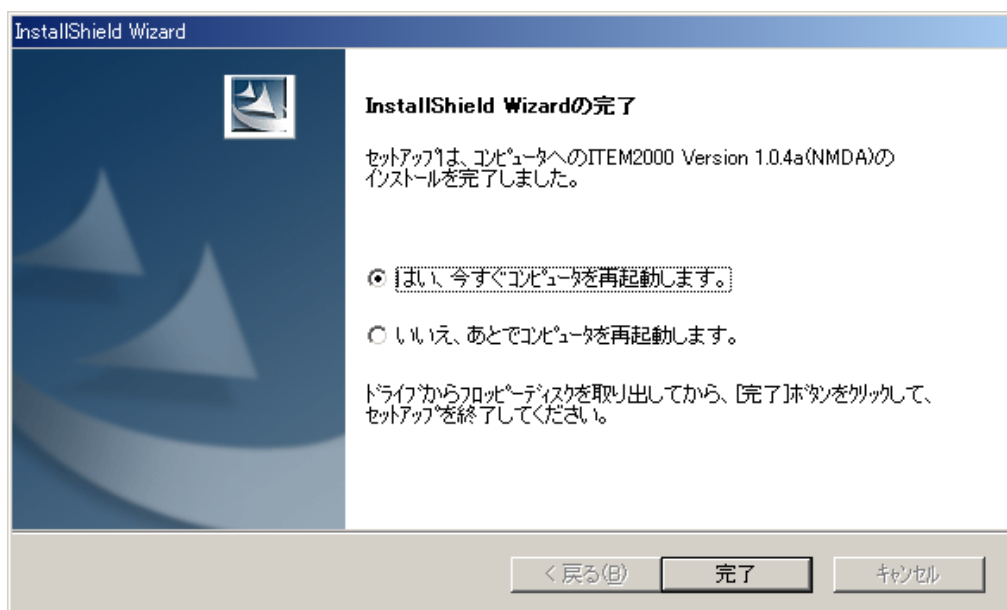 InstallShield Wizard
InstallShield Wizardの完了
セットアップは、コンピュータへのITEM2000 Version 1.0.4a(NMDA)の
インストールを完了しました。
はい、今すぐコンピュータを再起動します。
いいえ、あとでコンピュータを再起動します。
ドライブからフロッピーディスクを取り出してから、[完了]ボタンをクリックして、
セットアップを終了してください。
< 戻る(B)
完了
キャンセル